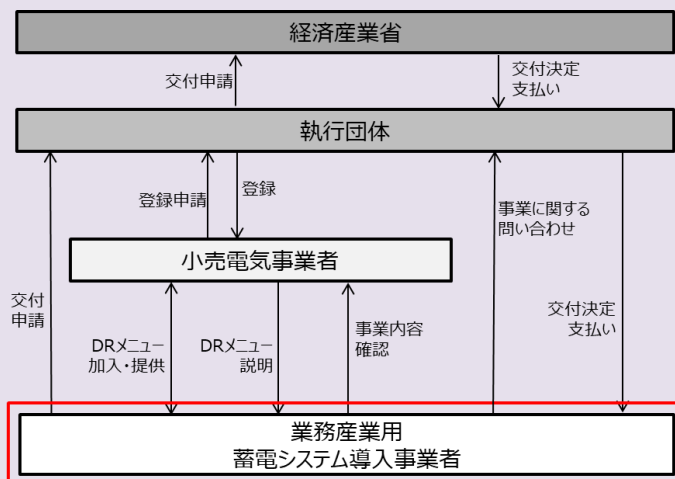 経済産業省
交付申請
交付決定
支払い
執行団体
登録申請
登録
事業に関する
問い合わせ
小売電気事業者
交付
申請
DRメニュー
加入・提供
DRメニュー
説明
事業内容
確認
交付決定
支払い
業務産業用
蓄電システム導入事業者